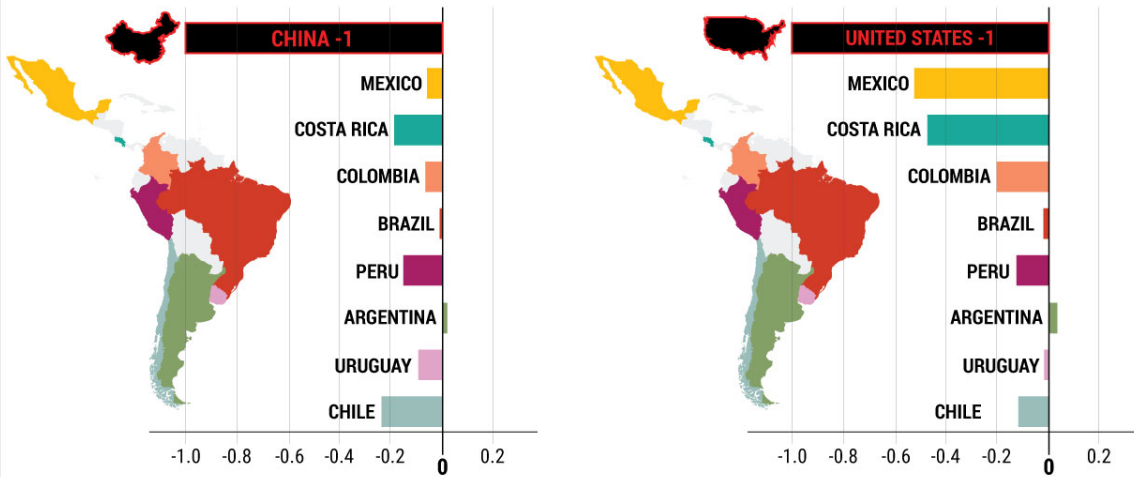 CHINA -1
MEXICO
COSTA RICA
COLOMBIA
BRAZIL
PERU
ARGENTINA
URUGUAY
CHILE
-1.0 -0.8 -0.6 -0.4 -0.2 0 0.2
UNITED STATES -1
MEXICO
COSTA RICA
COLOMBIA
BRAZIL
PERU
ARGENTINA
URUGUAY
CHILE
-1.0 -0.8 -0.6 -0.4 -0.2 0 0.2